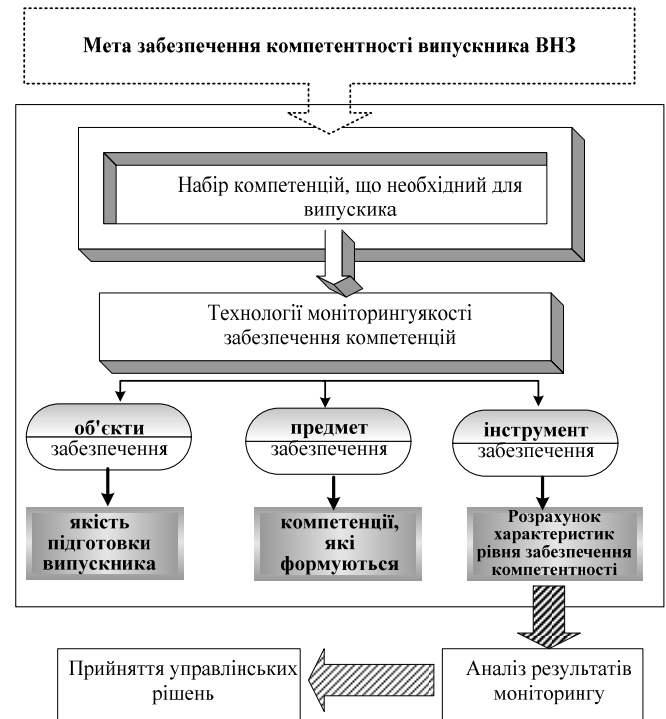 Мета забезпечення компетентності випускника ВНЗ
Набір компетенцій, що необхідний для
випускика
Технології моніторингуякості
забезпечення компетенцій
об'єкти
забезпечення
предмет
забезпечення
інструмент
забезпечення
якість
підготовки
випускника
компетенції,
які
формуються
Розрахунок
характеристик
рівня забезпечення
компетентності
Прийняття управлінських
рішень
Аналіз результатів
моніторингу